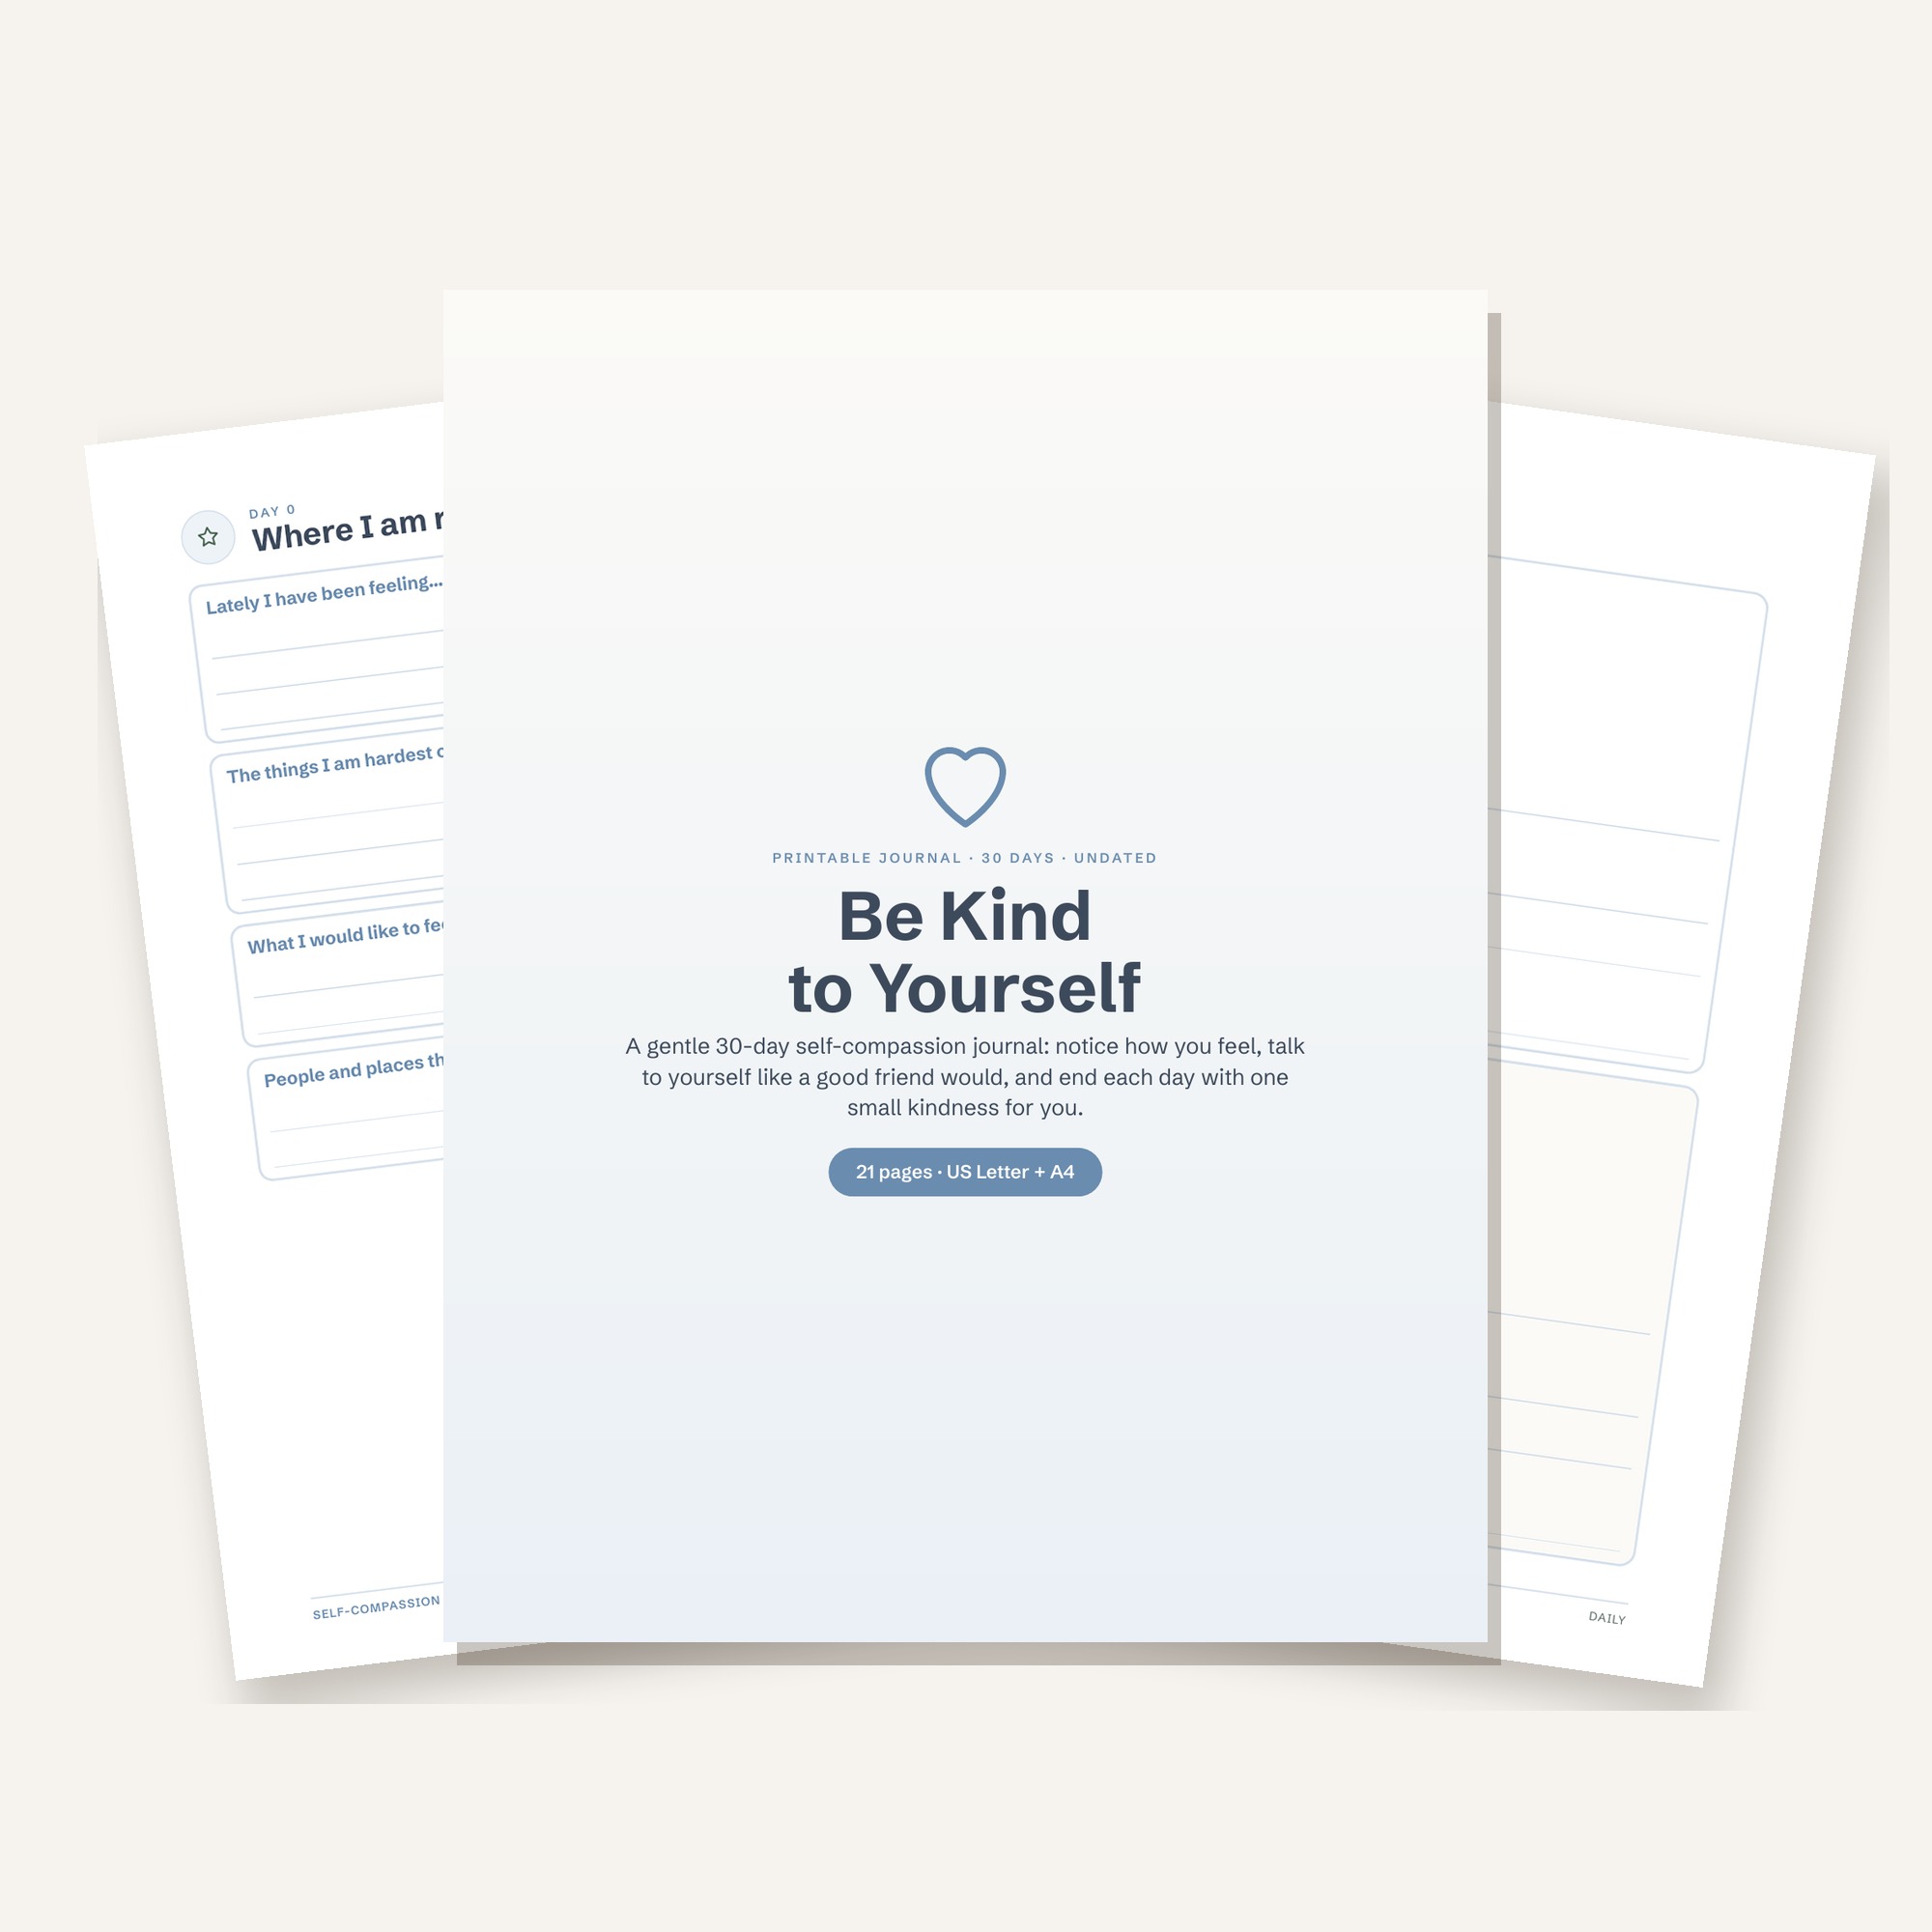 DAY 0
Where I am
Lately I have been feeling...
The things I am hardest
What I would like to
People and places
SELF-COMPASSION
PRINTABLE JOURNAL · 30 DAYS · UNDATED
Be Kind
to Yourself
A gentle 30-day self-compassion journal: notice how you feel, talk
to yourself like a good friend would, and end each day with one
small kindness for you.
21 pages · US Letter + A4
DAILY